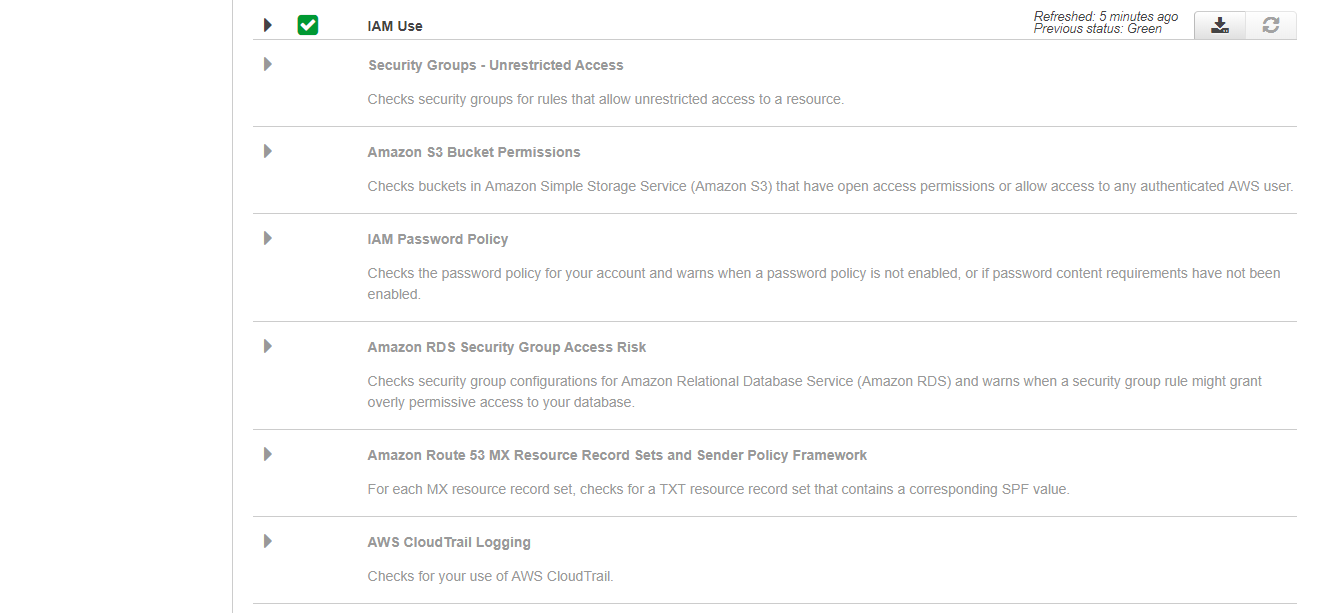 IAM Use
Refreshed: 5 minutes ago
Previous status: Green
Security Groups - Unrestricted Access
Checks security groups for rules that allow unrestricted access to a resource.
Amazon S3 Bucket Permissions
Checks buckets in Amazon Simple Storage Service (Amazon S3) that have open access permissions or allow access to any authenticated AWS user.
IAM Password Policy
Checks the password policy for your account and warns when a password policy is not enabled, or if password content requirements have not been
enabled.
Amazon RDS Security Group Access Risk
Checks security group configurations for Amazon Relational Database Service (Amazon RDS) and warns when a security group rule might grant
overly permissive access to your database.
Amazon Route 53 MX Resource Record Sets and Sender Policy Framework
For each MX resource record set, checks for a TXT resource record set that contains a corresponding SPF value.
AWS CloudTrail Logging
Checks for your use of AWS CloudTrail.